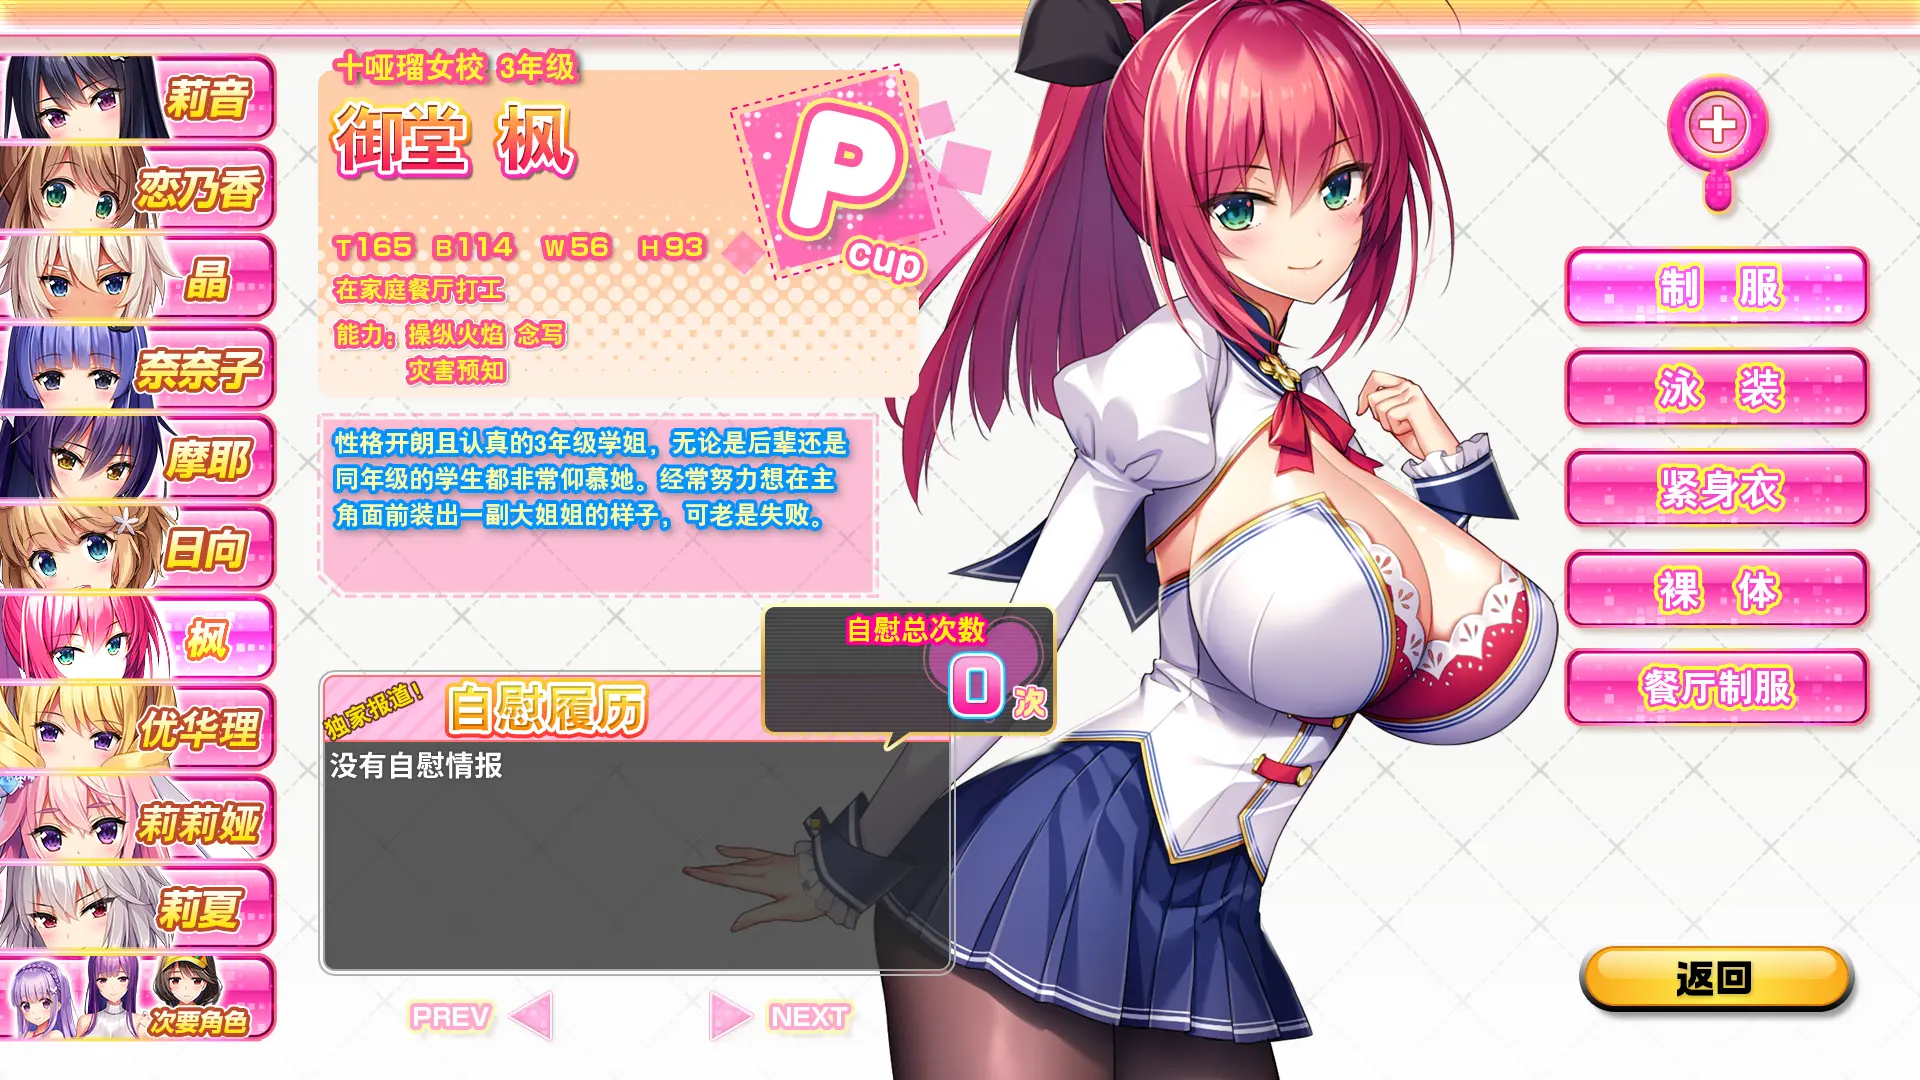 莉音
恋乃香
晶
奈奈子
摩耶
日向
枫
优华理
莉莉娅
莉夏
次要角色
十哑瑠女校 3年级
御堂 枫
P
cup
T165 B114 W56 H93
在家庭餐厅打工
能力：操纵火焰 念写
灾害预知
性格开朗且认真的3年级学姐，无论是后辈还是
同年级的学生都非常仰慕她。经常努力想在主
角面前装出一副大姐姐的样子，可老是失败。
自慰总次数
0次
独家报道！
自慰履历
没有自慰情报
PREV
NEXT
制 服
泳 装
紧身衣
裸 体
餐厅制服
返回